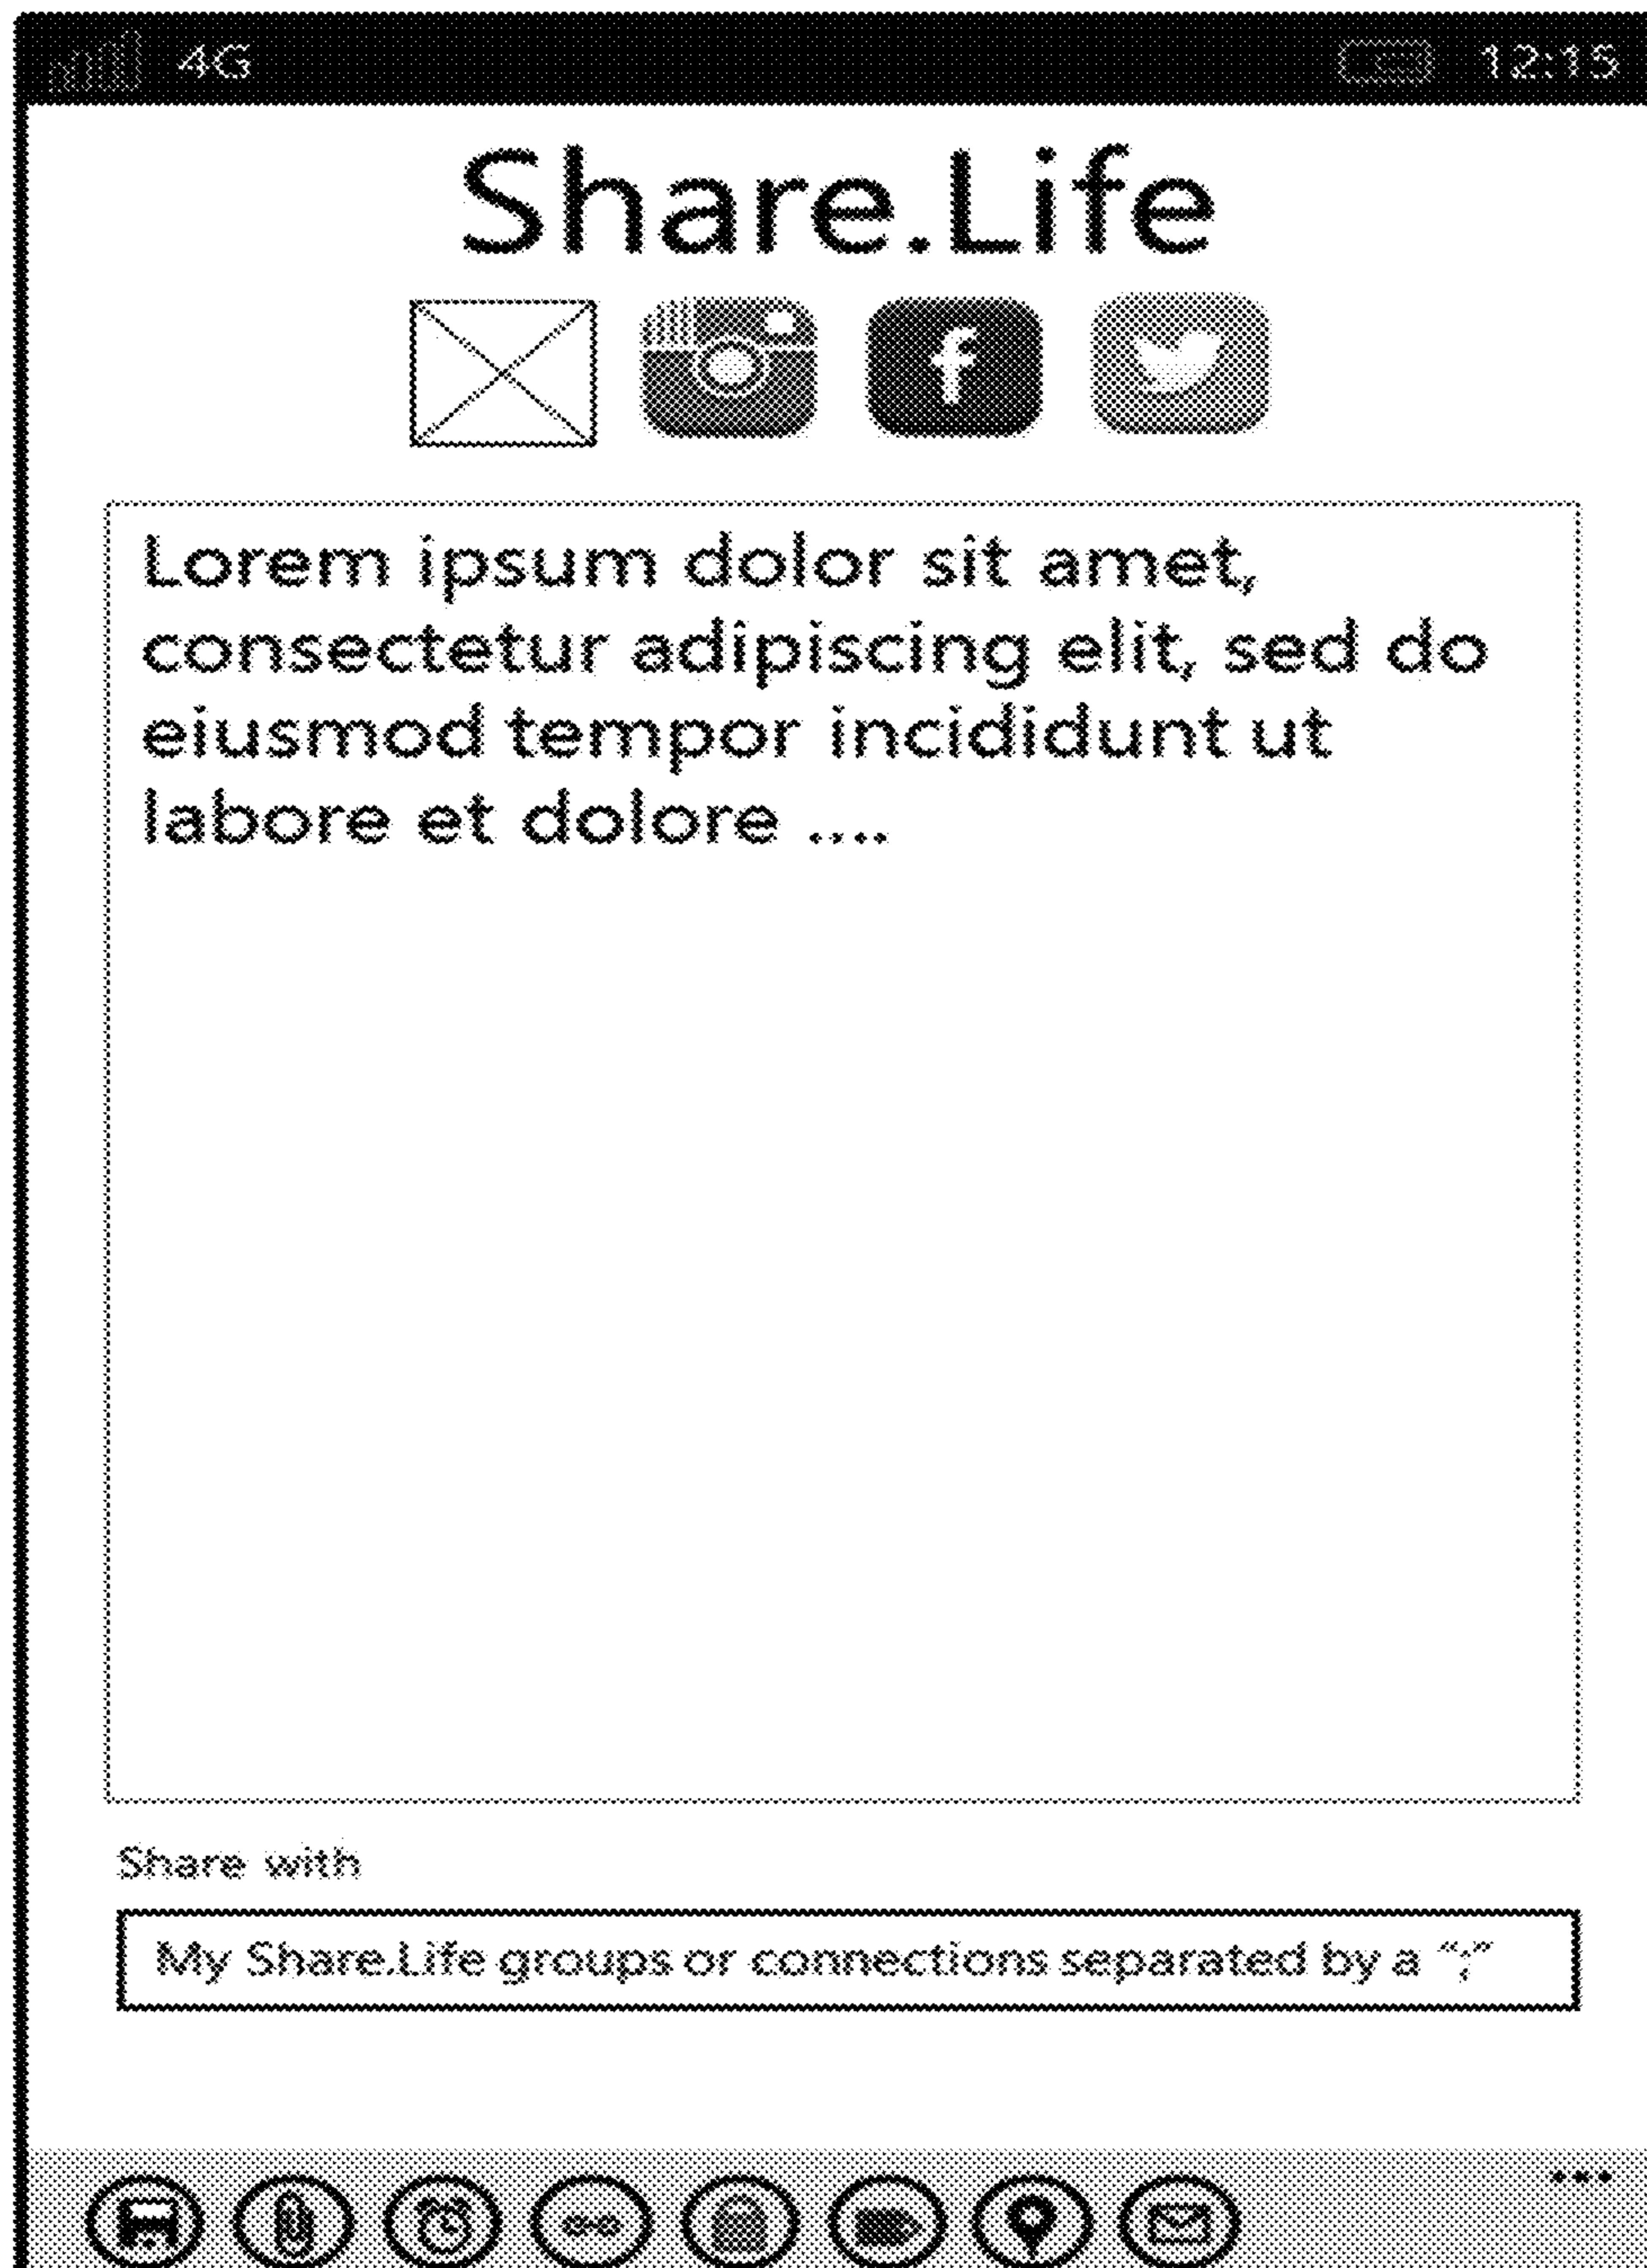 4G 12:15
Share.Life
f
Lorem ipsum dolor sit amet,
consectetur adipiscing elit, sed do
eiusmod tempor incididunt ut
labore et dolore ....
Share with
My Share.Life groups or connections separated by a “;”
...